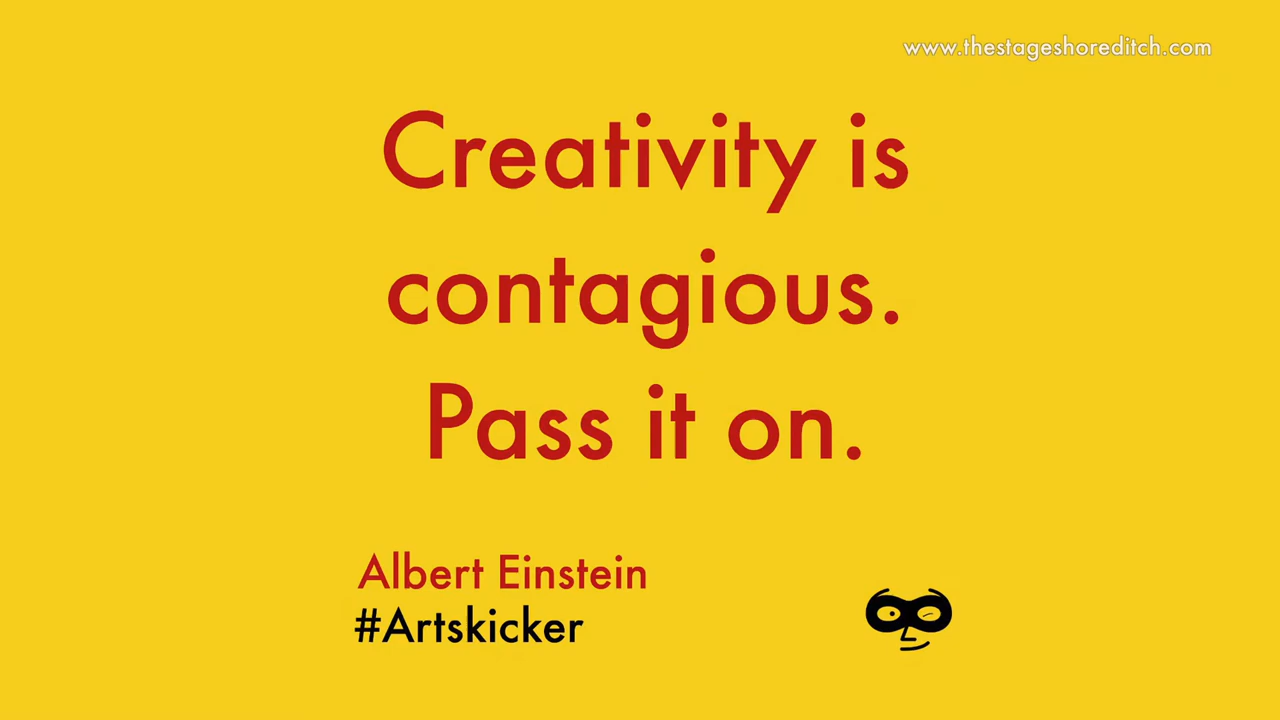 www.thestageshoreditch.com
Creativity is
contagious.
Pass it on.
Albert Einstein
#Artskicker